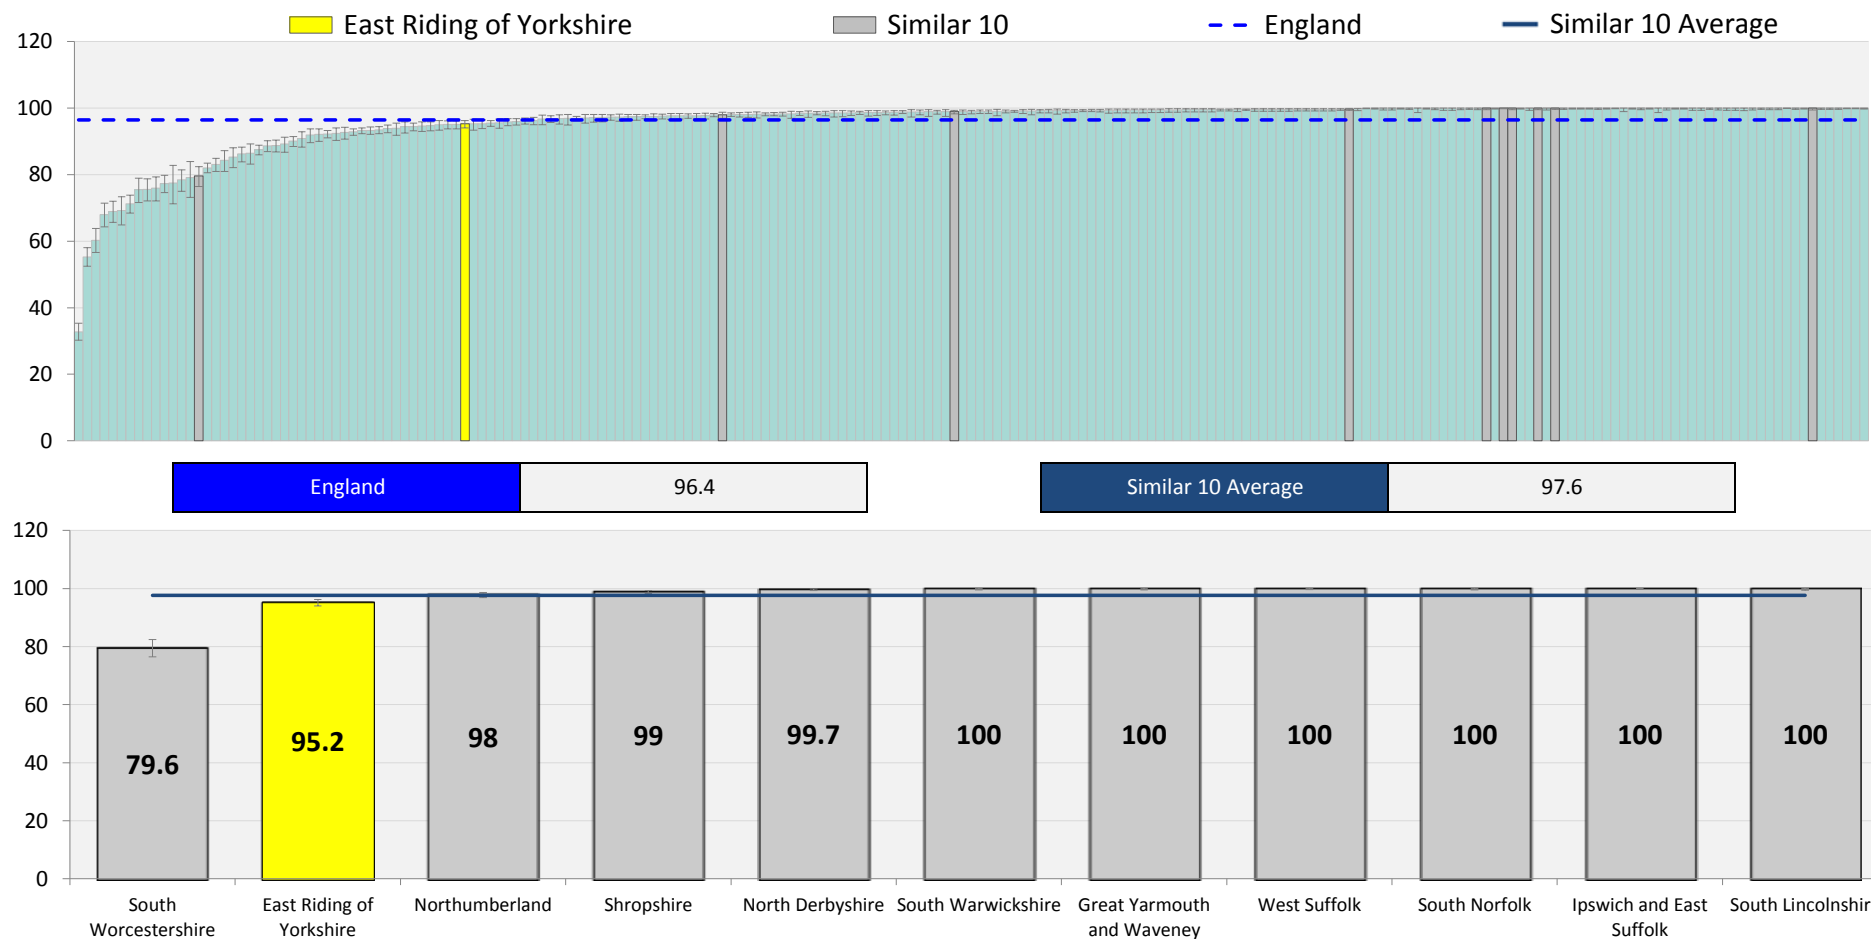 East Riding of Yorkshire Similar 10 England Similar 10 Average
120
100
80
60
40
20
0
England 96.4 Similar 10 Average 97.6
120
100
80
60
40
20
0
79.6 95.2 98 99 99.7 100 100 100 100 100 100
South Worcestershire
East Riding of Yorkshire
Northumberland
Shropshire
North Derbyshire
South Warwickshire
Great Yarmouth and Waveney
West Suffolk
South Norfolk
Ipswich and East Suffolk
South Lincolnshir